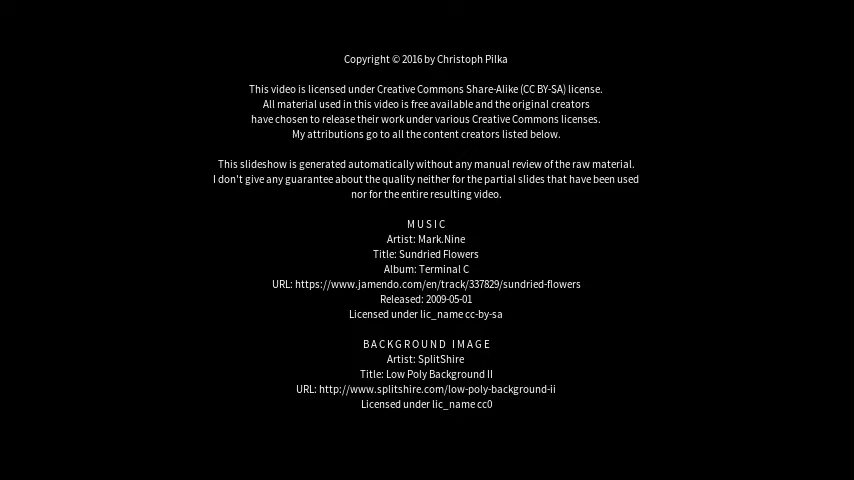 Copyright © 2016 by Christoph Pilka
This video is licensed under Creative Commons Share-Alike (CC BY-SA) license.
All material used in this video is free available and the original creators
have chosen to release their work under various Creative Commons licenses.
My attributions go to all the content creators listed below.
This slideshow is generated automatically without any manual review of the raw material.
I don't give any guarantee about the quality neither for the partial slides that have been used
nor for the entire resulting video.
M U S I C
Artist: Mark.Nine
Title: Sundried Flowers
Album: Terminal C
URL: https://www.jamendo.com/en/track/337829/sundried-flowers
Released: 2009-05-01
Licensed under lic_name cc-by-sa
B A C K G R O U N D   I M A G E
Artist: SplitShire
Title: Low Poly Background II
URL: http://www.splitshire.com/low-poly-background-ii
Licensed under lic_name cc0